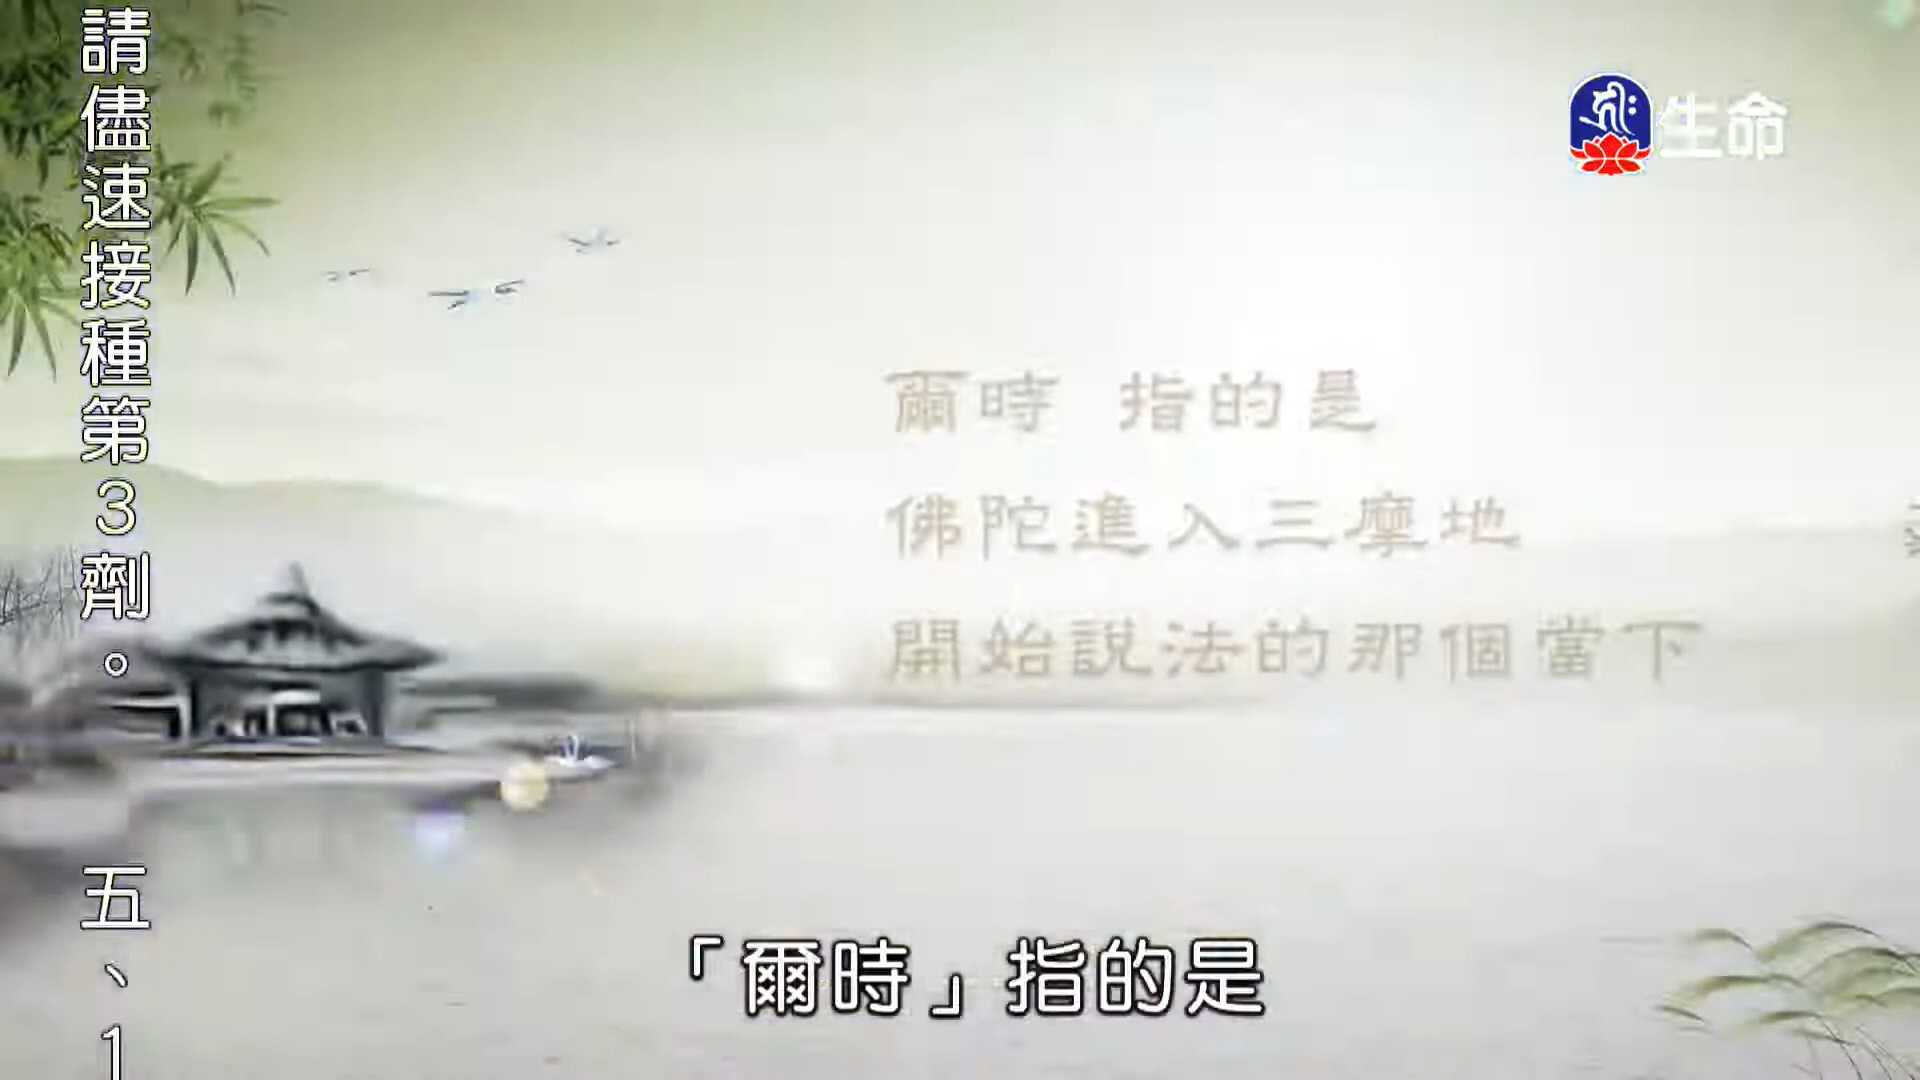 請儘速接種第3劑。 五、1
生命
爾時 指的是
佛陀進入三摩地
開始說法的那個當下
「爾時」指的是